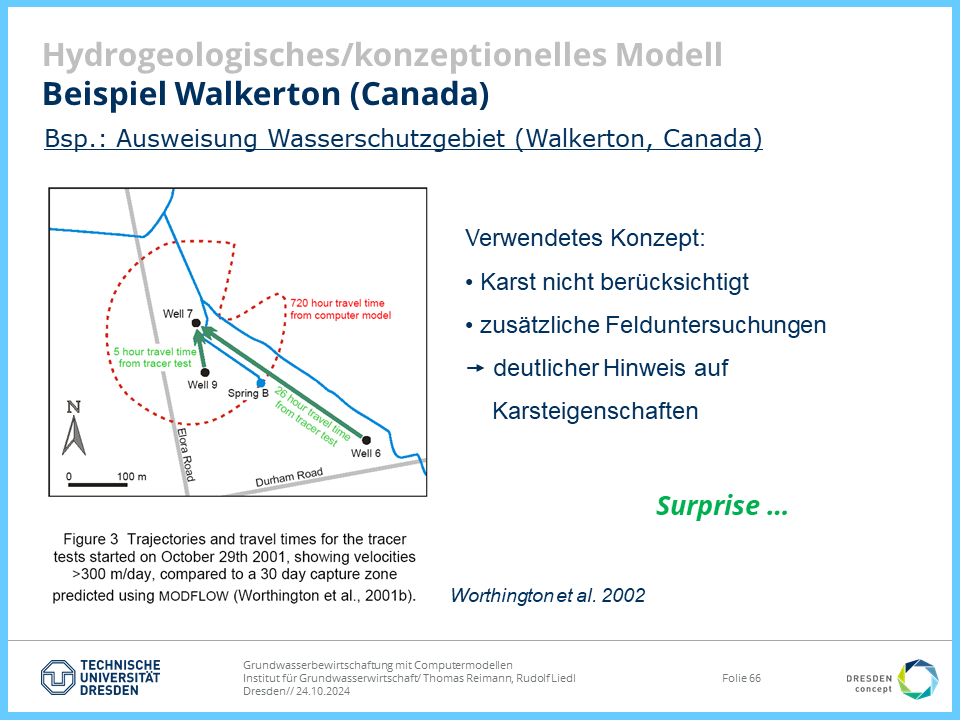 Hydrogeologisches/konzeptionelles Modell
Beispiel Walkerton (Canada)
Bsp.: Ausweisung Wasserschutzgebiet (Walkerton, Canada)
720 hour travel time
from computer model
Well 7
5 hour travel time
from tracer test
Well 9
Spring B
26 hour travel time
from tracer test
Well 6
N
0 100 m
Elora Road
Durham Road
Figure 3 Trajectories and travel times for the tracer
tests started on October 29th 2001, showing velocities
>300 m/day, compared to a 30 day capture zone
predicted using MODFLOW (Worthington et al., 2001b).
Verwendetes Konzept:
• Karst nicht berücksichtigt
• zusätzliche Felduntersuchungen
→ deutlicher Hinweis auf
Karsteigenschaften
Surprise ...
Worthington et al. 2002
TECHNISCHE
UNIVERSITÄT
DRESDEN
Grundwasserbewirtschaftung mit Computermodellen
Institut für Grundwasserwirtschaft/ Thomas Reimann, Rudolf Liedl
Dresden// 24.10.2024
Folie 66
DRESDEN
concept